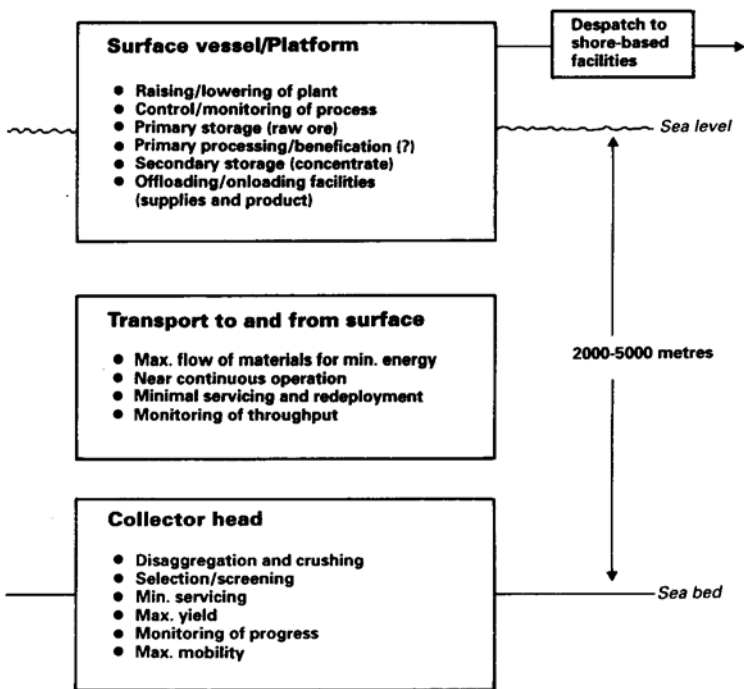 Surface vessel/Platform
● Raising/lowering of plant
● Control/monitoring of process
● Primary storage (raw ore)
● Primary processing/benefication (?)
● Secondary storage (concentrate)
● Offloading/onloading facilities
(supplies and product)
Despatch to
shore-based
facilities
Sea level
Transport to and from surface
● Max. flow of materials for min. energy
● Near continuous operation
● Minimal servicing and redeployment
● Monitoring of throughput
2000-5000 metres
Collector head
● Disaggregation and crushing
● Selection/screening
● Min. servicing
● Max. yield
● Monitoring of progress
● Max. mobility
Sea bed